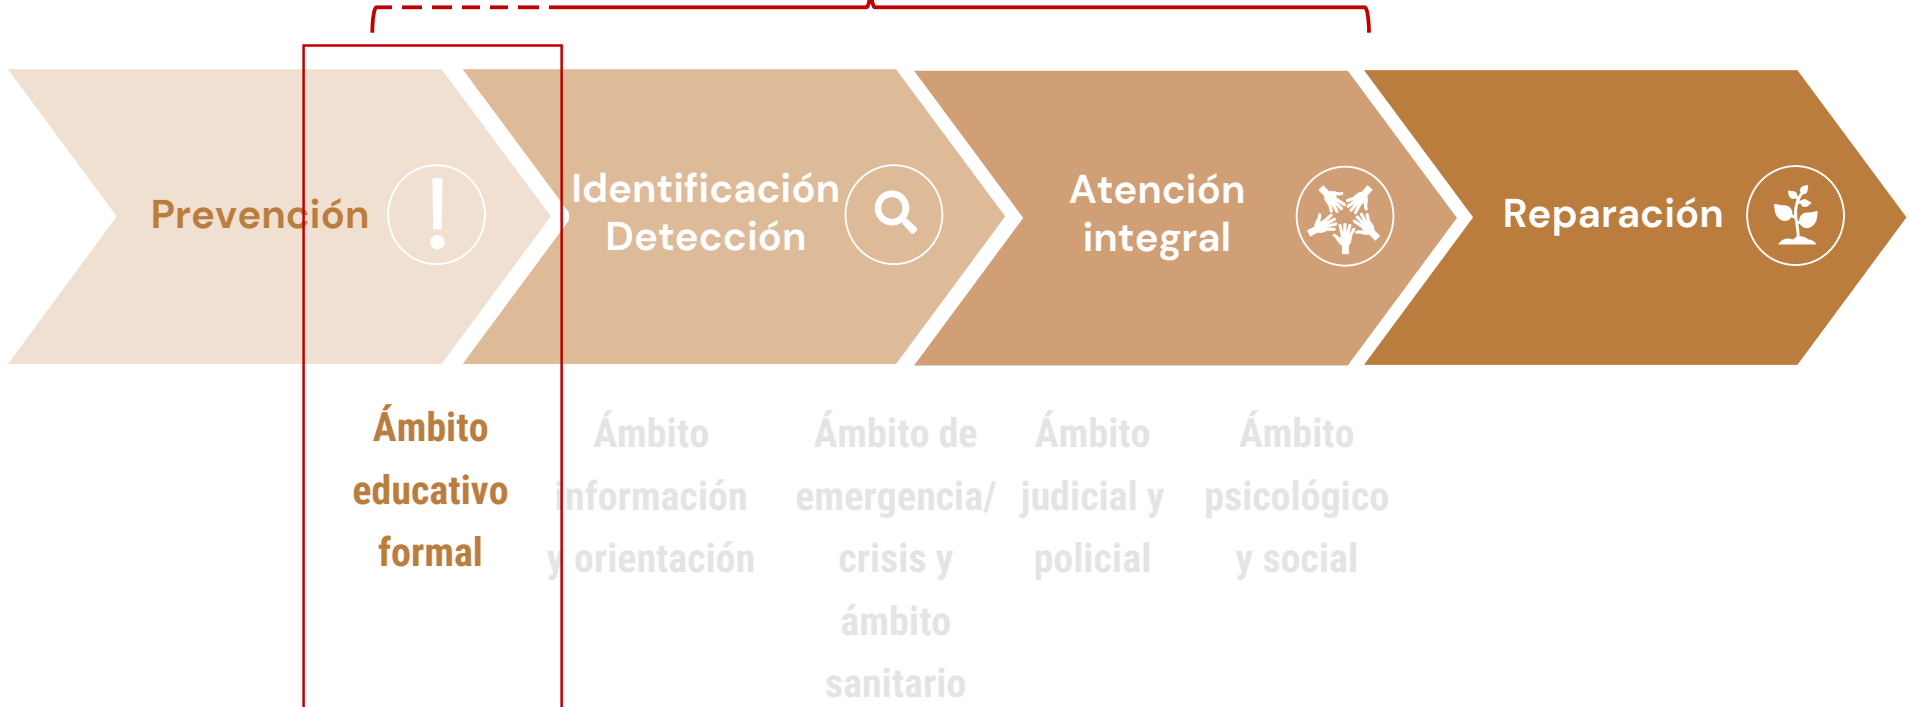 Prevención
Identificación
Detección
Atención
integral
Reparación
Ámbito
educativo
formal
Ámbito
información
y orientación
Ámbito de
emergencia/
crisis y
ámbito
sanitario
Ámbito
judicial y
policial
Ámbito
psicológico
y social